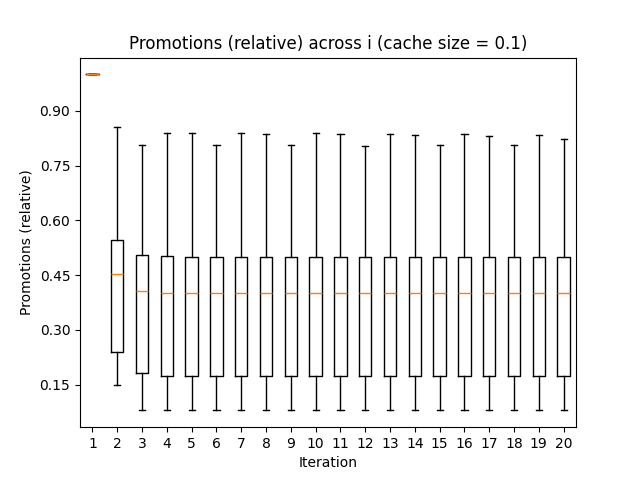 Promotions (relative) across i (cache size = 0.1)
Promotions (relative)
0.90
0.75
0.60
0.45
0.30
0.15
1 2 3 4 5 6 7 8 9 10 11 12 13 14 15 16 17 18 19 20
Iteration